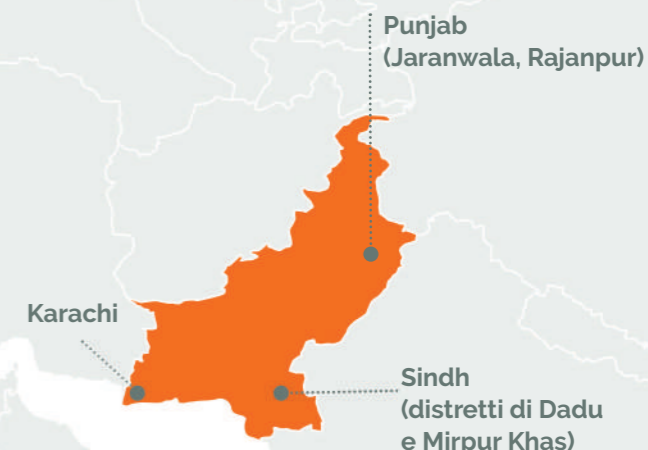 Punjab
(Jaranwala, Rajanpur)
Karachi
Sindh
(distretti di Dadu
e Mirpur Khas)